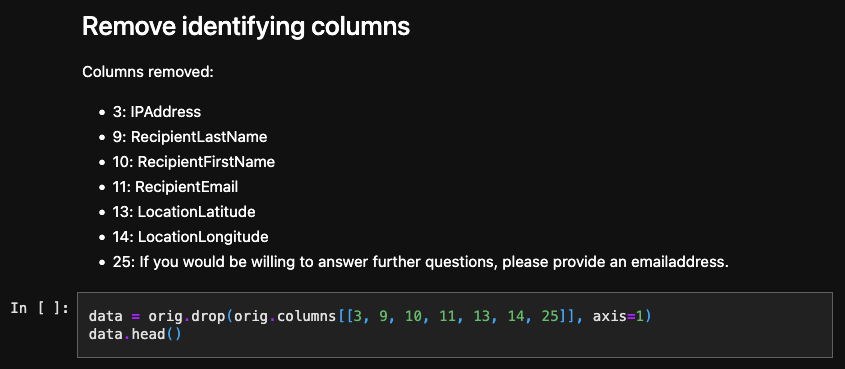 Remove identifying columns
Columns removed:
• 3: IPAddress
• 9: RecipientLastName
• 10: RecipientFirstName
• 11: RecipientEmail
• 13: LocationLatitude
• 14: LocationLongitude
• 25: If you would be willing to answer further questions, please provide an emailaddress.
In [ ]: data = orig.drop(orig.columns[[3, 9, 10, 11, 13, 14, 25]], axis=1)
data.head()